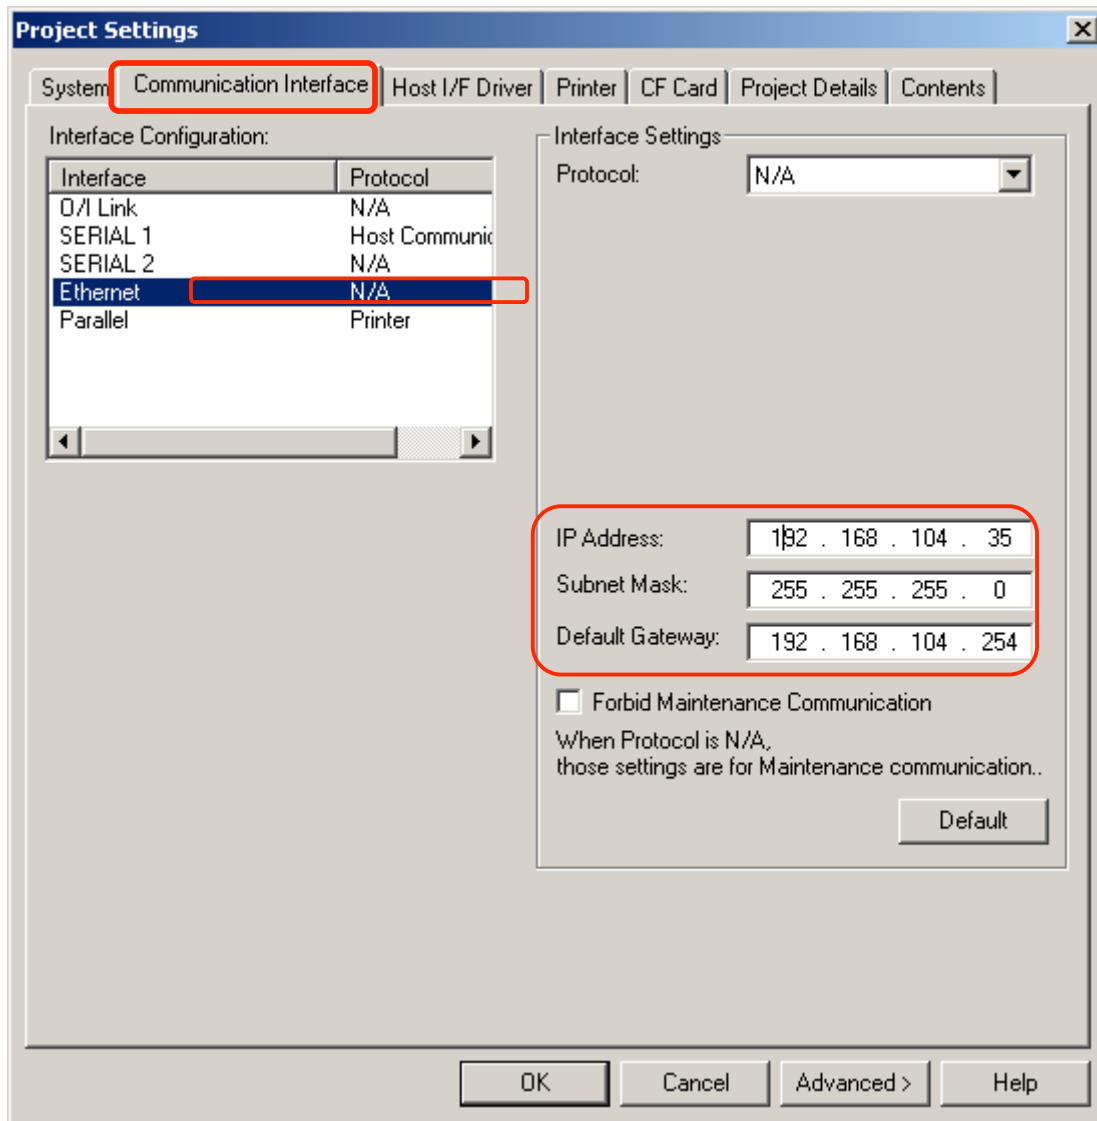 Project Settings
System Communication Interface Host I/F Driver Printer CF Card Project Details Contents
Interface Configuration:
Interface Protocol
O/I Link N/A
SERIAL 1 Host Communic
SERIAL 2 N/A
Ethernet N/A
Parallel Printer
Interface Settings
Protocol: N/A
IP Address: 192 . 168 . 104 . 35
Subnet Mask: 255 . 255 . 255 . 0
Default Gateway: 192 . 168 . 104 . 254
Forbid Maintenance Communication
When Protocol is N/A,
those settings are for Maintenance communication..
Default
OK Cancel Advanced > Help